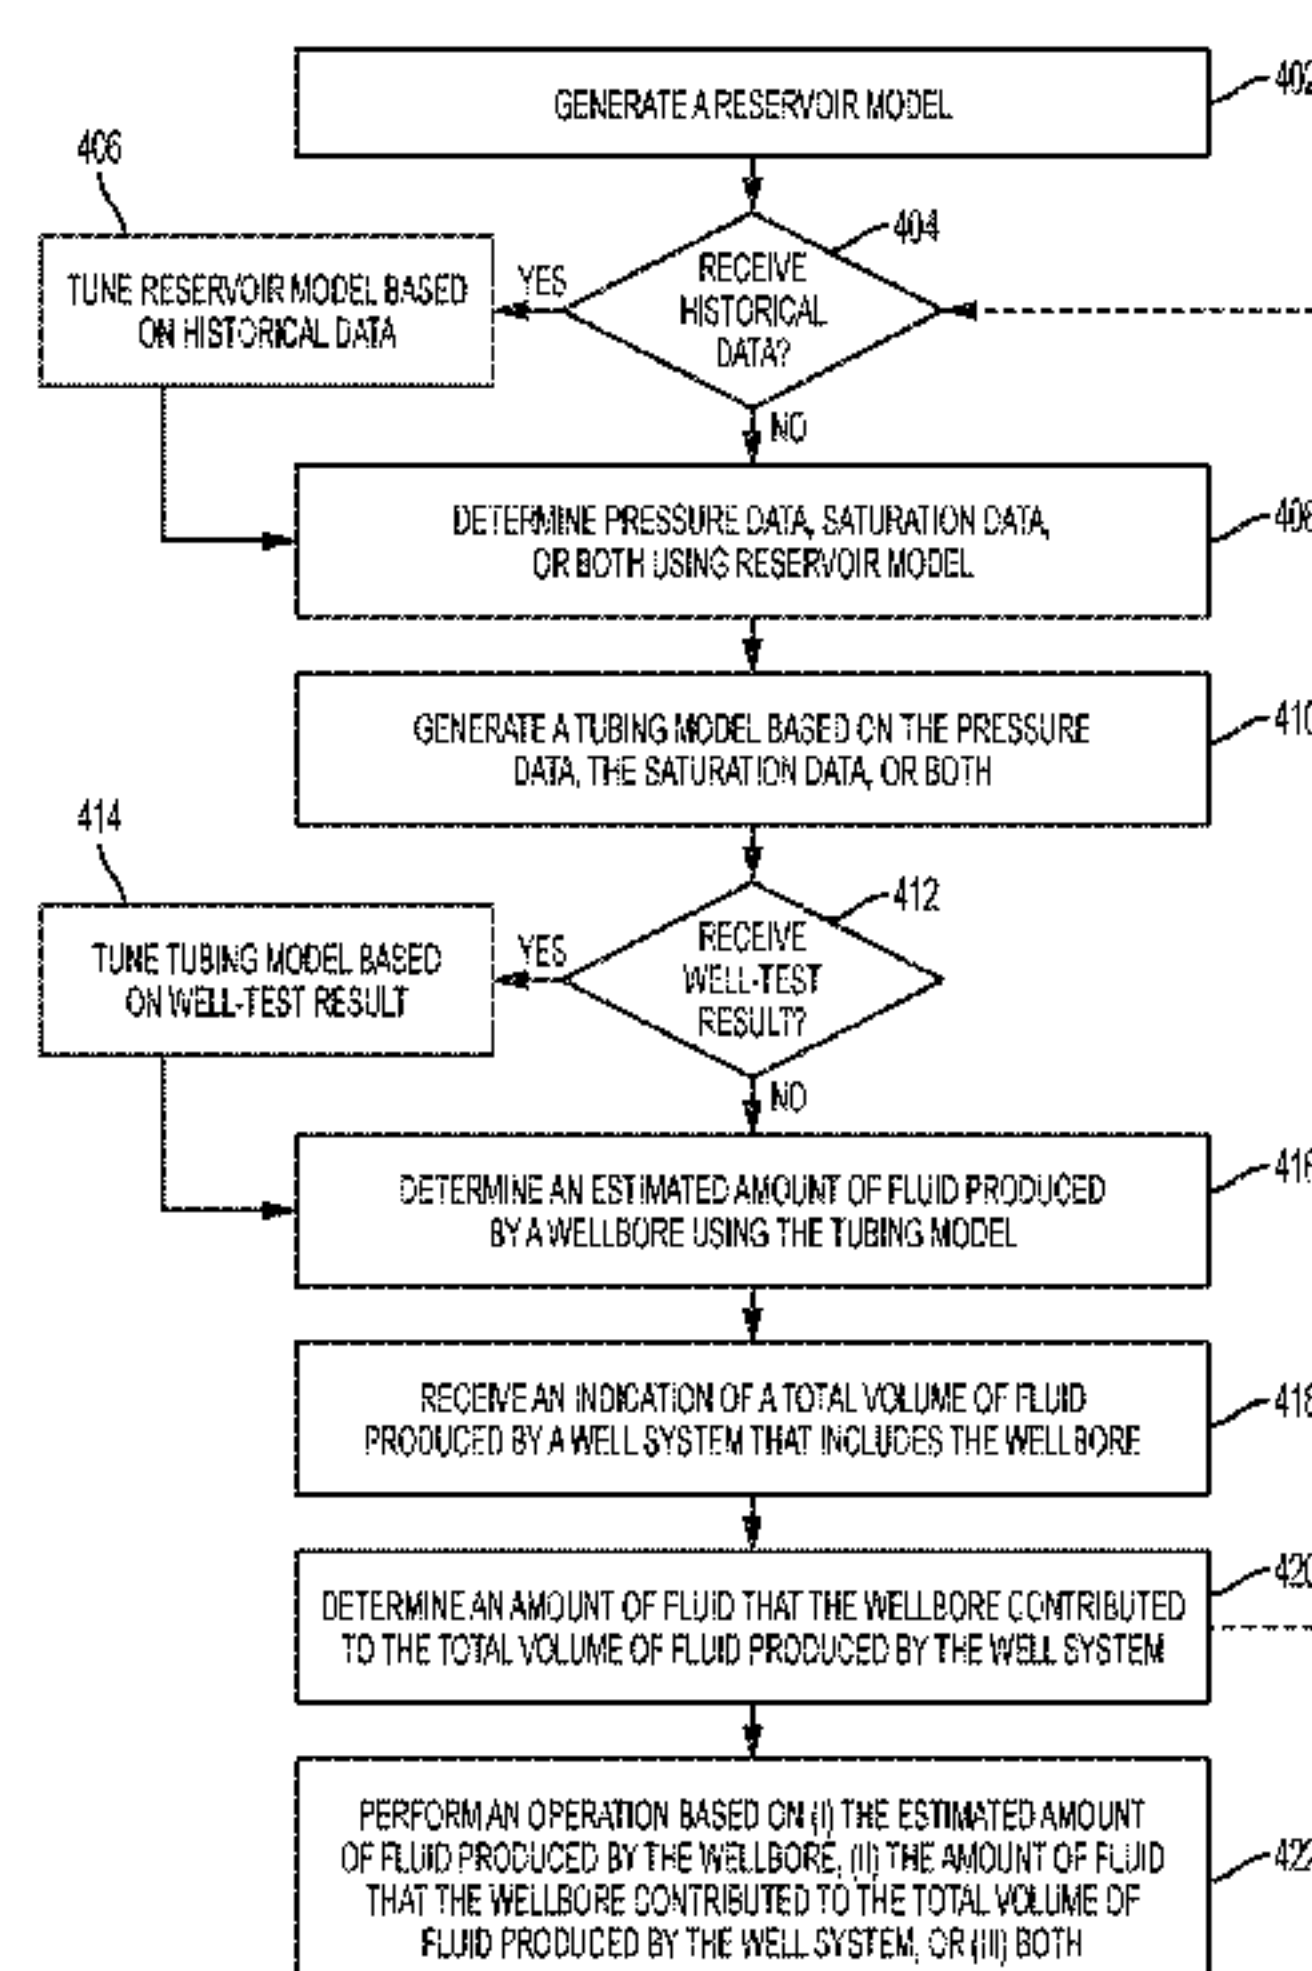 GENERATE A RESERVOIR MODEL
402
406
404
TUNE RESERVOIR MODEL BASED
ON HISTORICAL DATA
YES
RECEIVE
HISTORICAL
DATA?
NO
DETERMINE PRESSURE DATA, SATURATION DATA,
OR BOTH USING RESERVOIR MODEL
408
GENERATE A TUBING MODEL BASED ON THE PRESSURE
DATA, THE SATURATION DATA, OR BOTH
410
414
412
TUNE TUBING MODEL BASED
ON WELL-TEST RESULT
YES
RECEIVE
WELL-TEST
RESULT?
NO
DETERMINE AN ESTIMATED AMOUNT OF FLUID PRODUCED
BY A WELLBORE USING THE TUBING MODEL
416
RECEIVE AN INDICATION OF A TOTAL VOLUME OF FLUID
PRODUCED BY A WELL SYSTEM THAT INCLUDES THE WELLBORE
418
DETERMINE AN AMOUNT OF FLUID THAT THE WELLBORE CONTRIBUTED
TO THE TOTAL VOLUME OF FLUID PRODUCED BY THE WELL SYSTEM
420
PERFORM AN OPERATION BASED ON (I) THE ESTIMATED AMOUNT
OF FLUID PRODUCED BY THE WELLBORE, (II) THE AMOUNT OF FLUID
THAT THE WELLBORE CONTRIBUTED TO THE TOTAL VOLUME OF
FLUID PRODUCED BY THE WELL SYSTEM, OR (III) BOTH
422